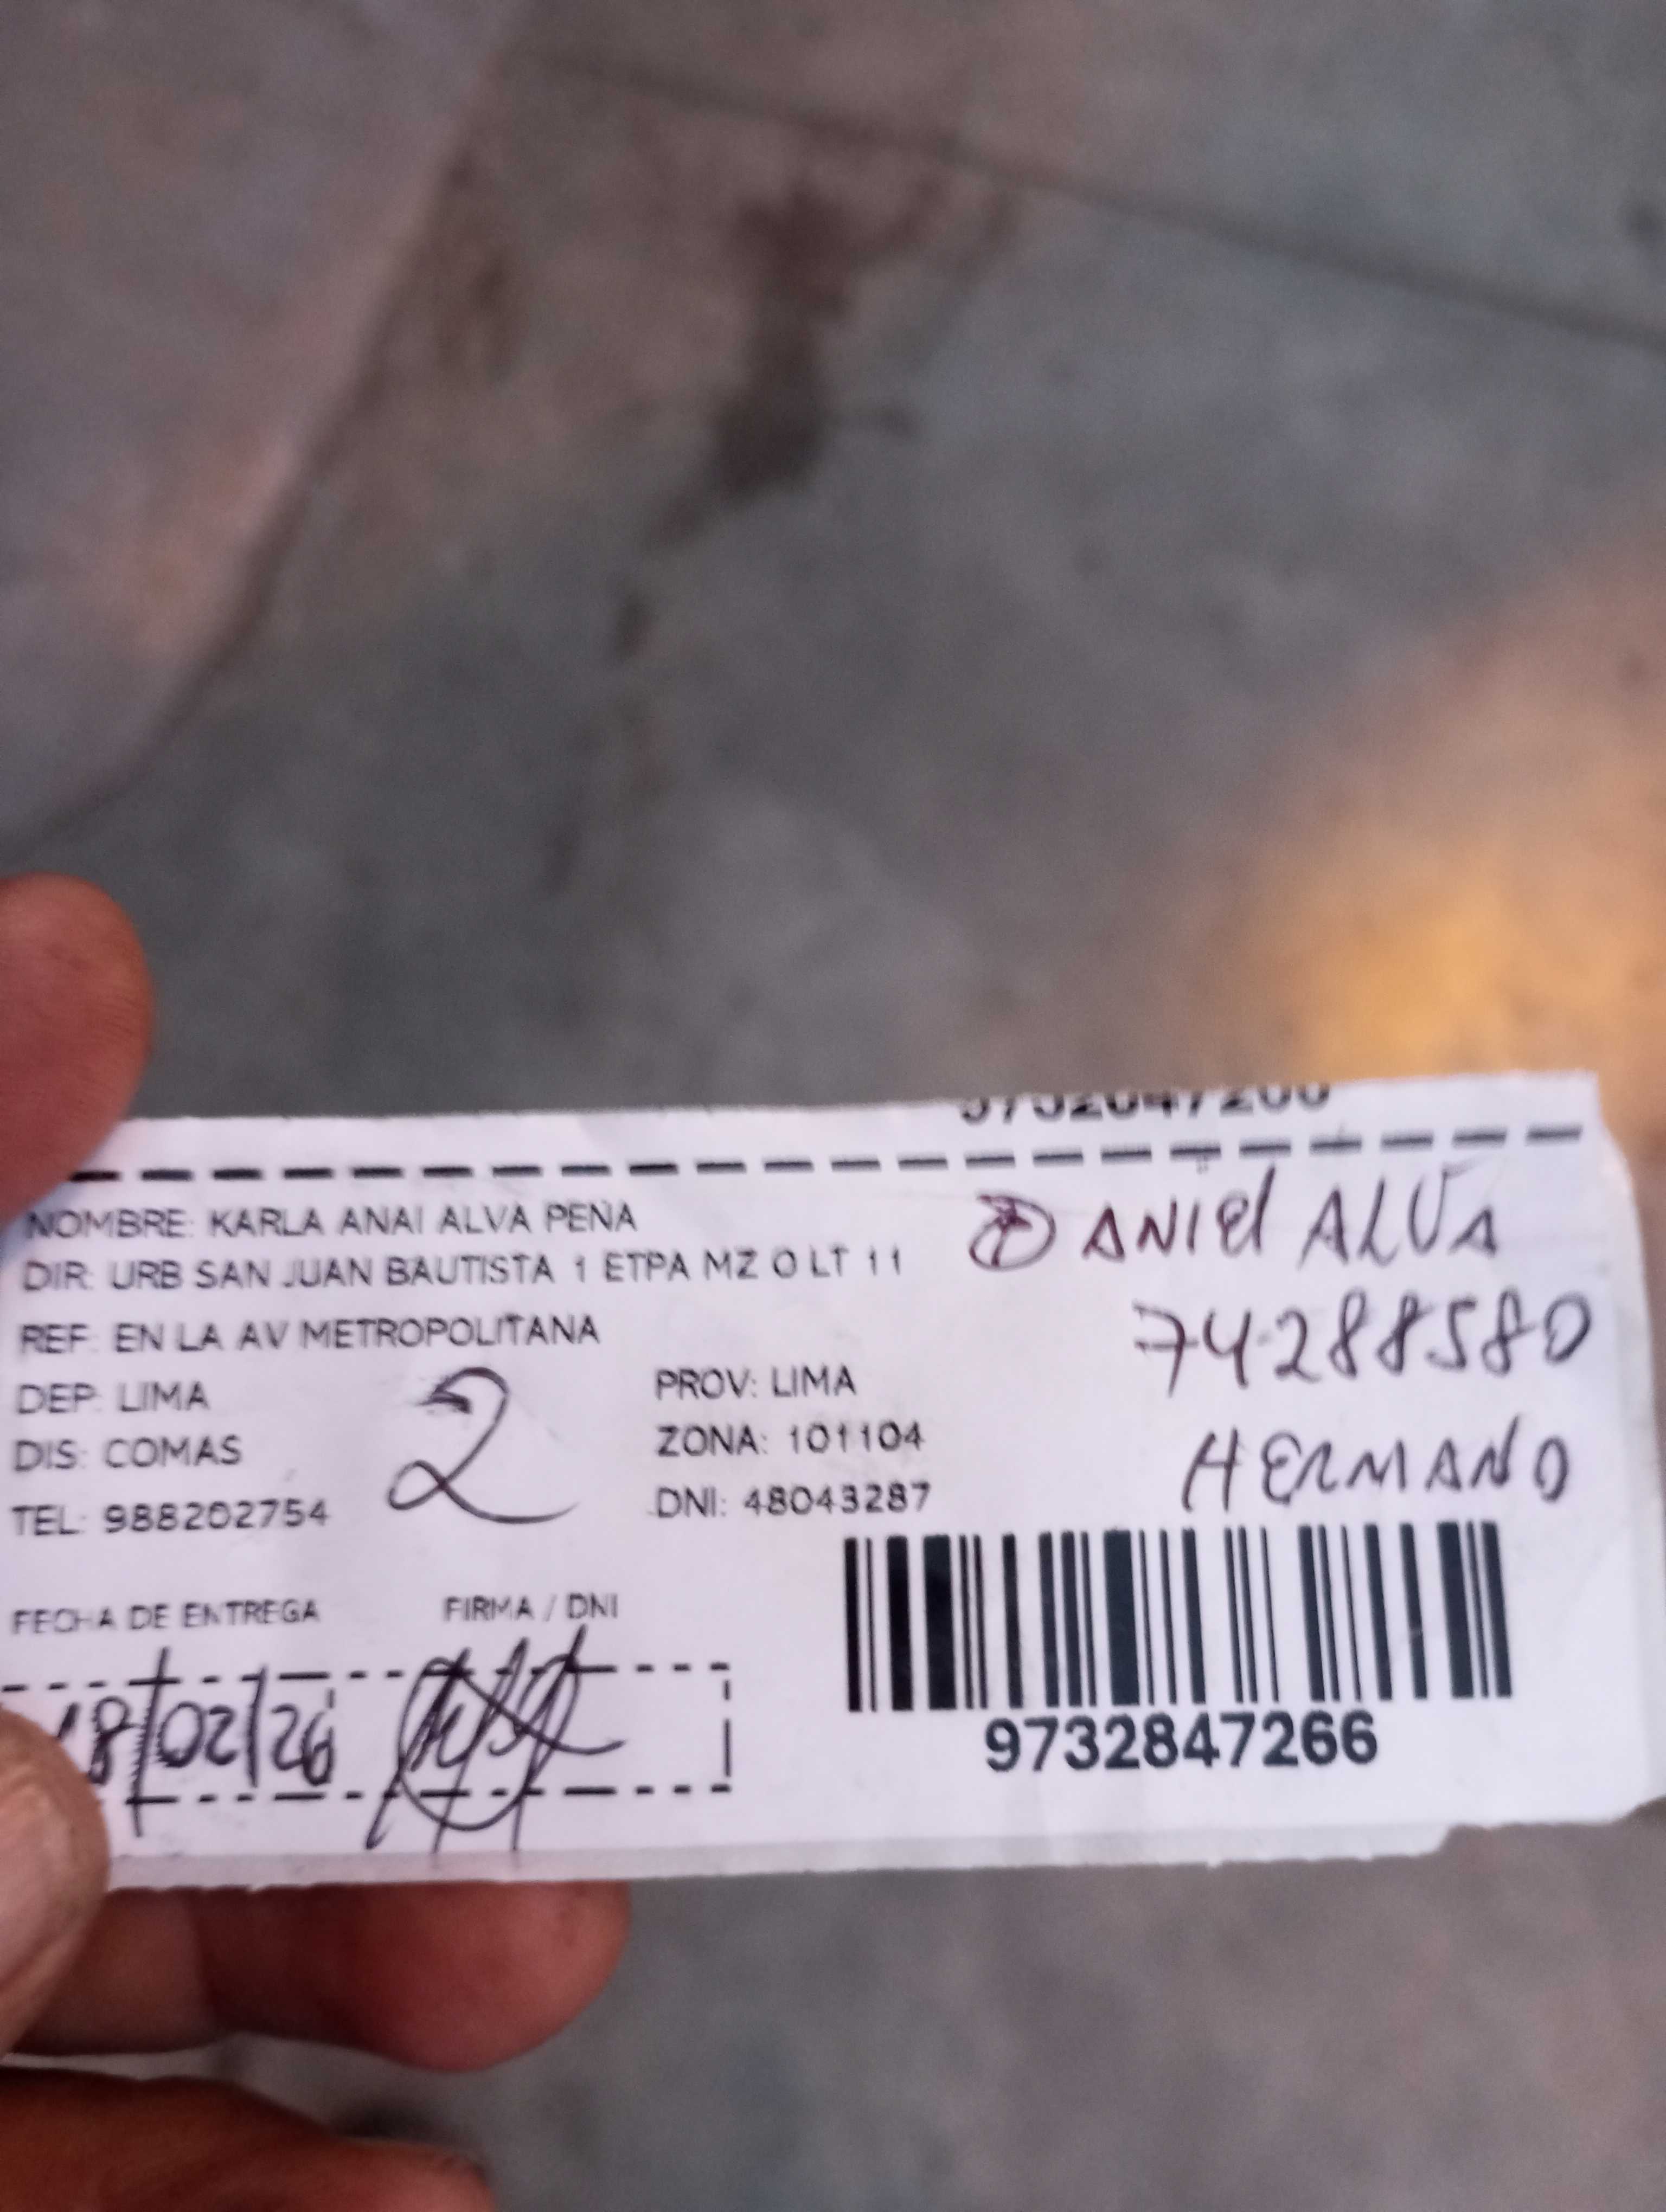 NOMBRE: KARLA ANAI ALVA PENA
DIR: URB SAN JUAN BAUTISTA 1 ETPA MZ O LT 11
REF: EN LA AV METROPOLITANA
DEP: LIMA
PROV: LIMA
DIS: COMAS
ZONA: 101104
TEL: 988202754
DNI: 48043287
2
DANIEL ALVA
74288580
HERMANO
FECHA DE ENTREGA
FIRMA / DNI
18/02/26
9732847266